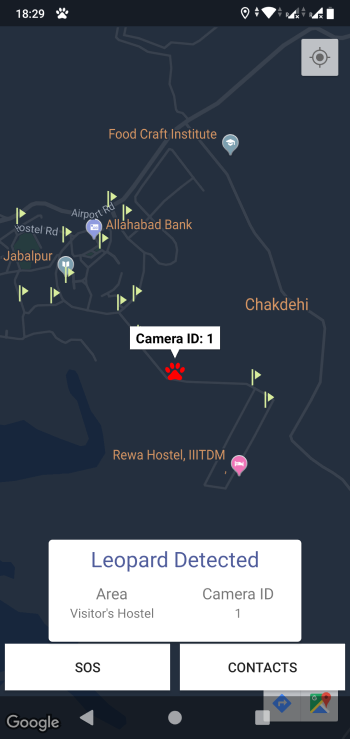 18:29
Food Craft Institute
Airport Rd
Allahabad Bank
Hostel Rd
Jabalpur
Chakdehi
Camera ID: 1
Rewa Hostel, IIITDM
Leopard Detected
Area
Camera ID
Visitor's Hostel
1
SOS
CONTACTS
Google